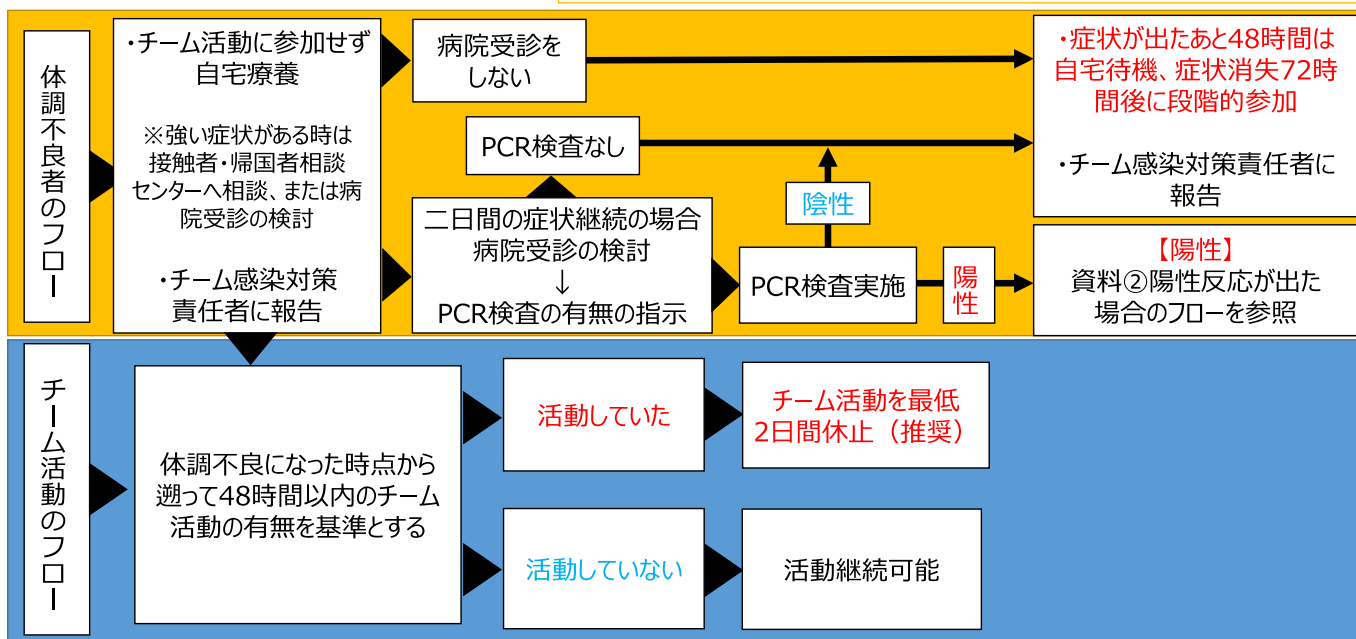 体調不良者のフロー
・チーム活動に参加せず
自宅療養
※強い症状がある時は
接触者・帰国者相談
センターへ相談、または病
院受診の検討
・チーム感染対策
責任者に報告
病院受診を
しない
PCR検査なし
二日間の症状継続の場合
病院受診の検討
↓
PCR検査の有無の指示
陰性
PCR検査実施
陽性
・症状が出たあと48時間は
自宅待機、症状消失72時
間後に段階的参加
・チーム感染対策責任者に
報告
【陽性】
資料②陽性反応が出た
場合のフローを参照
チーム活動のフロー
体調不良になった時点から
遡って48時間以内のチーム
活動の有無を基準とする
活動していた
チーム活動を最低
2日間休止（推奨）
活動していない
活動継続可能